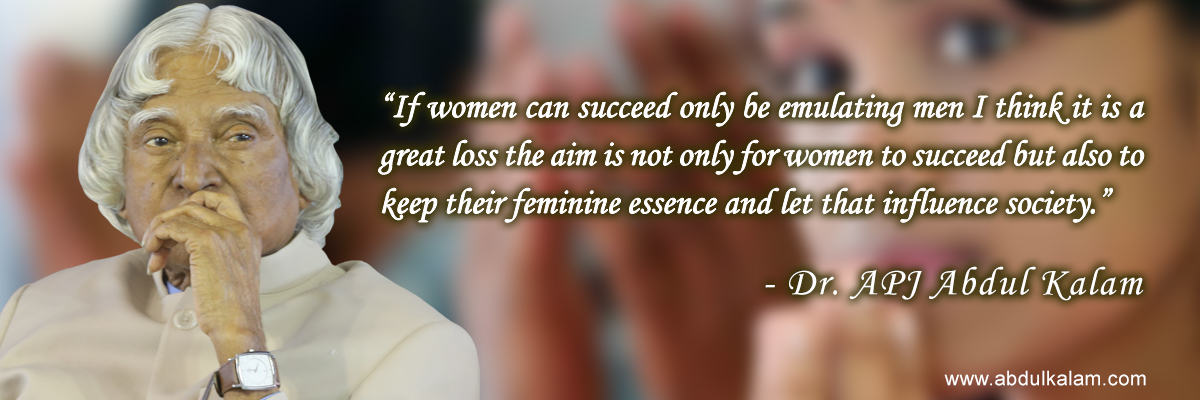 “If women can succeed only be emulating men I think it is a
great loss the aim is not only for women to succeed but also to
keep their feminine essence and let that influence society.”
- Dr. APJ Abdul Kalam
www.abdulkalam.com